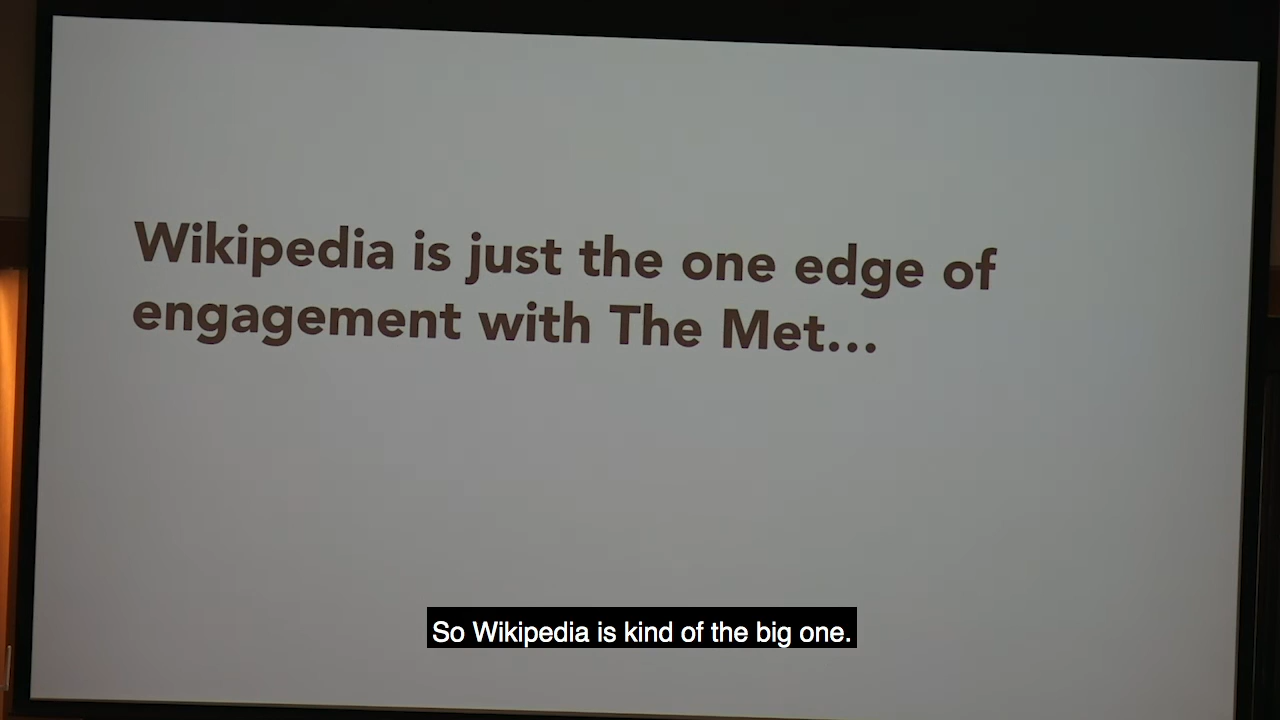 Wikipedia is just the one edge of
engagement with The Met...
So Wikipedia is kind of the big one.